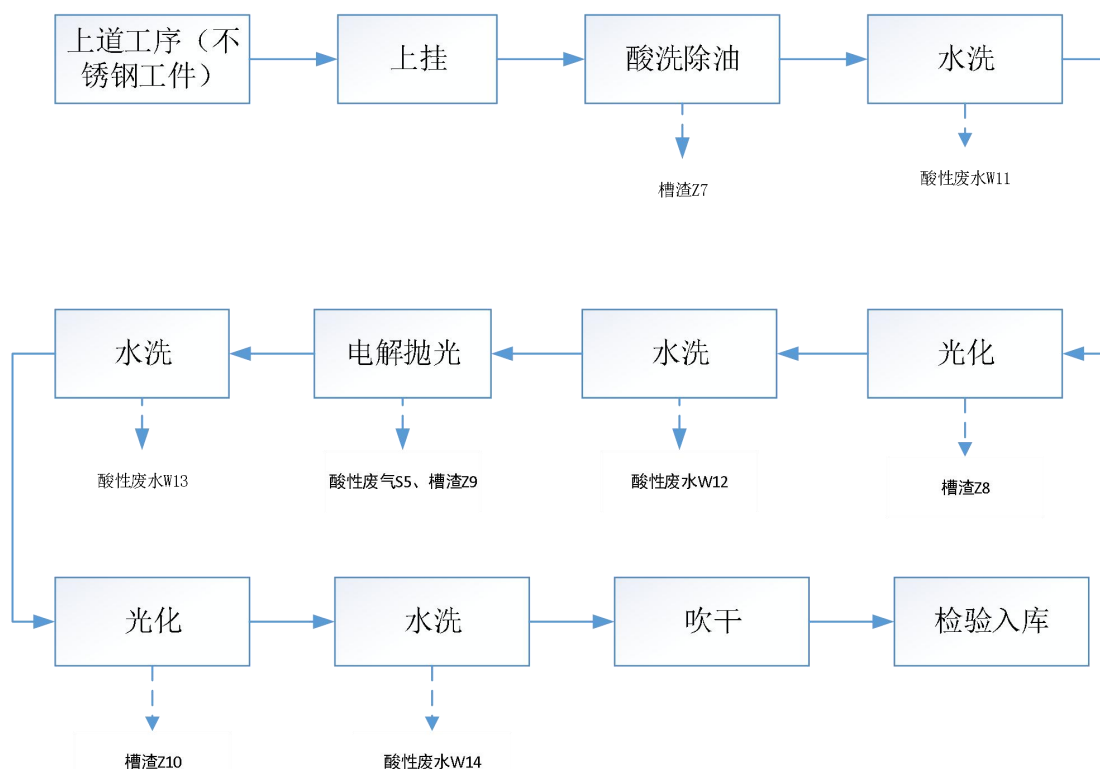 上道工序（不
锈钢工件）
上挂
酸洗除油
水洗
槽渣Z7
酸性废水W11
水洗
电解抛光
水洗
光化
酸性废水W13
酸性废气S5、槽渣Z9
酸性废水W12
槽渣Z8
光化
水洗
吹干
检验入库
槽渣Z10
酸性废水W14